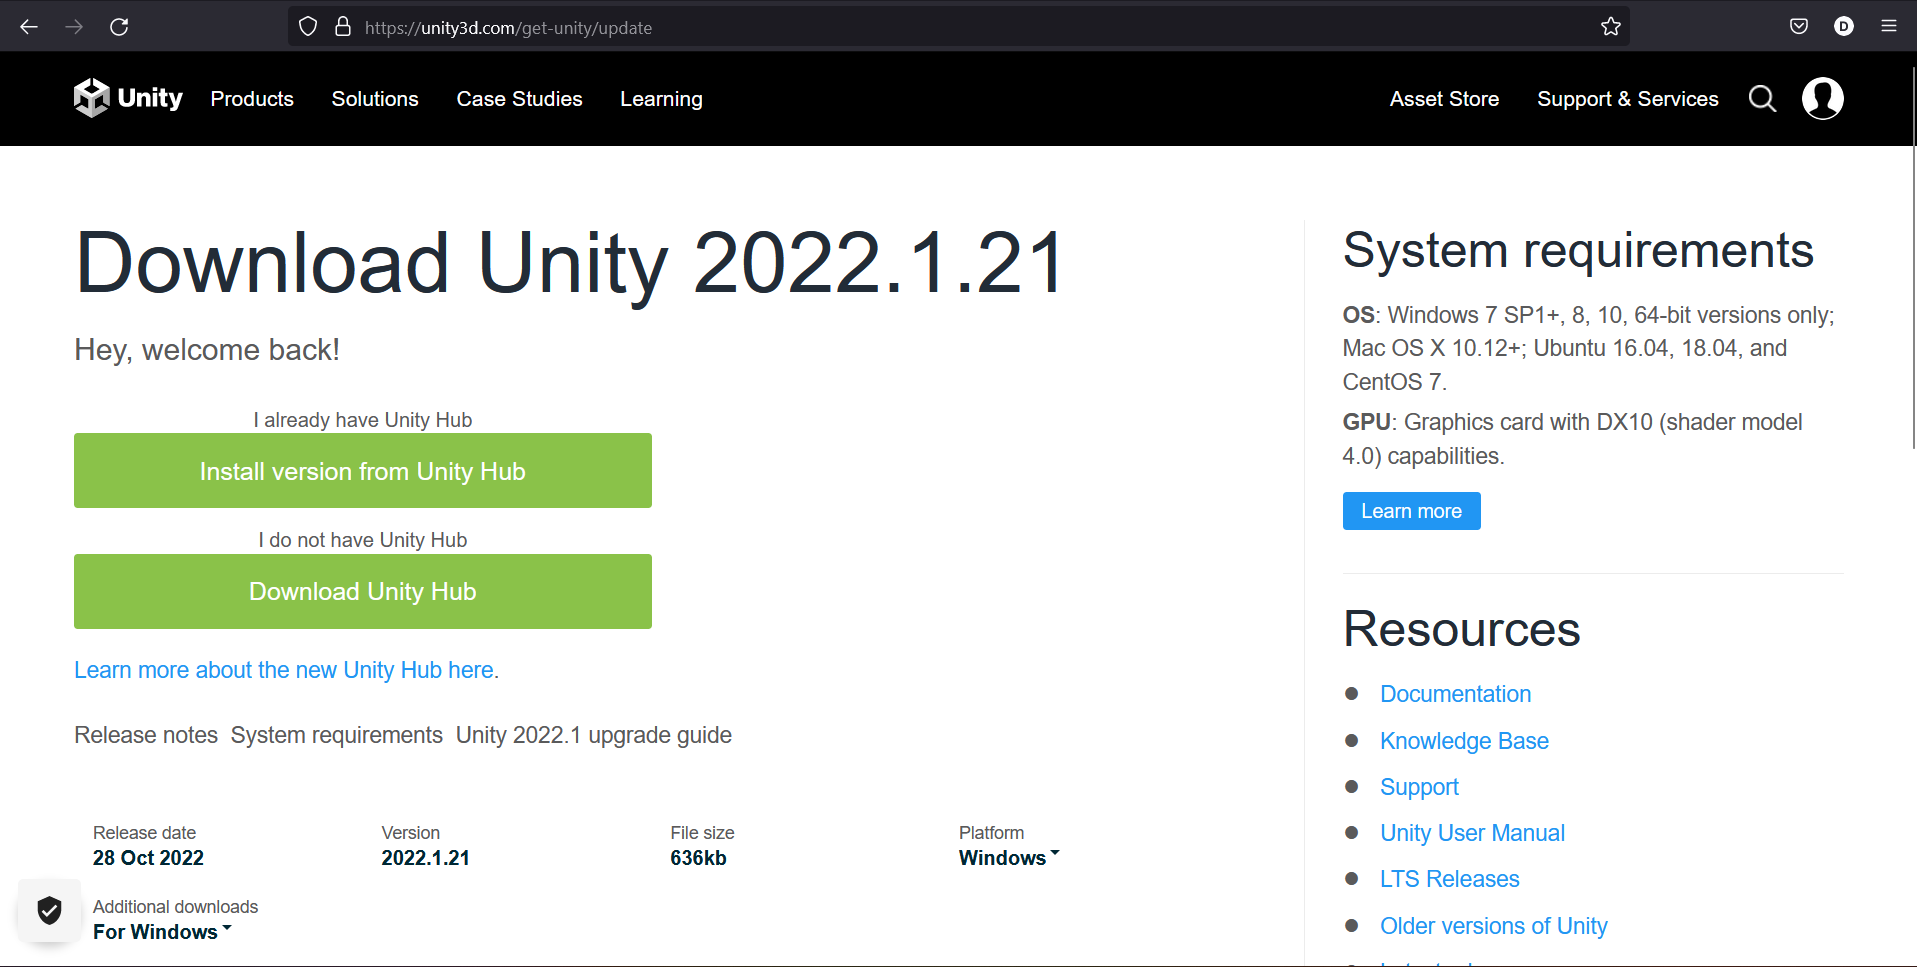 https://unity3d.com/get-unity/update
D
Unity Products Solutions Case Studies Learning Asset Store Support & Services
Download Unity 2022.1.21
Hey, welcome back!
I already have Unity Hub
Install version from Unity Hub
I do not have Unity Hub
Download Unity Hub
Learn more about the new Unity Hub here.
Release notes System requirements Unity 2022.1 upgrade guide
Release date Version File size Platform
28 Oct 2022 2022.1.21 636kb Windows
Additional downloads
For Windows
System requirements
OS: Windows 7 SP1+, 8, 10, 64-bit versions only;
Mac OS X 10.12+; Ubuntu 16.04, 18.04, and
CentOS 7.
GPU: Graphics card with DX10 (shader model
4.0) capabilities.
Learn more
Resources
Documentation
Knowledge Base
Support
Unity User Manual
LTS Releases
Older versions of Unity